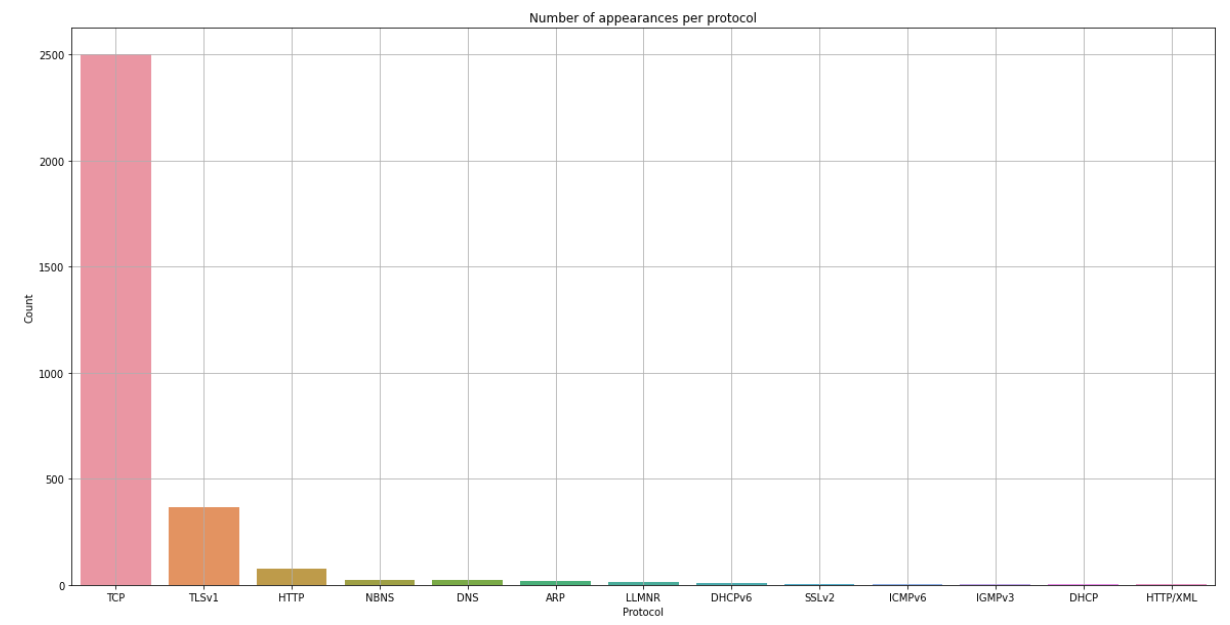 Number of appearances per protocol
2500
2000
1500
1000
500
0
Count
TCP TLSv1 HTTP NBNS DNS ARP LLMNR DHCPv6 SSLv2 ICMPv6 IGMPv3 DHCP HTTP/XML
Protocol